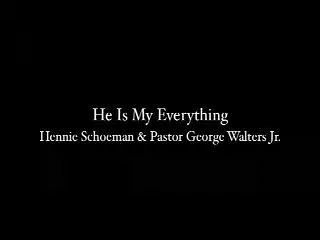 He Is My Everything
Hennie Schoeman & Pastor George Walters Jr.